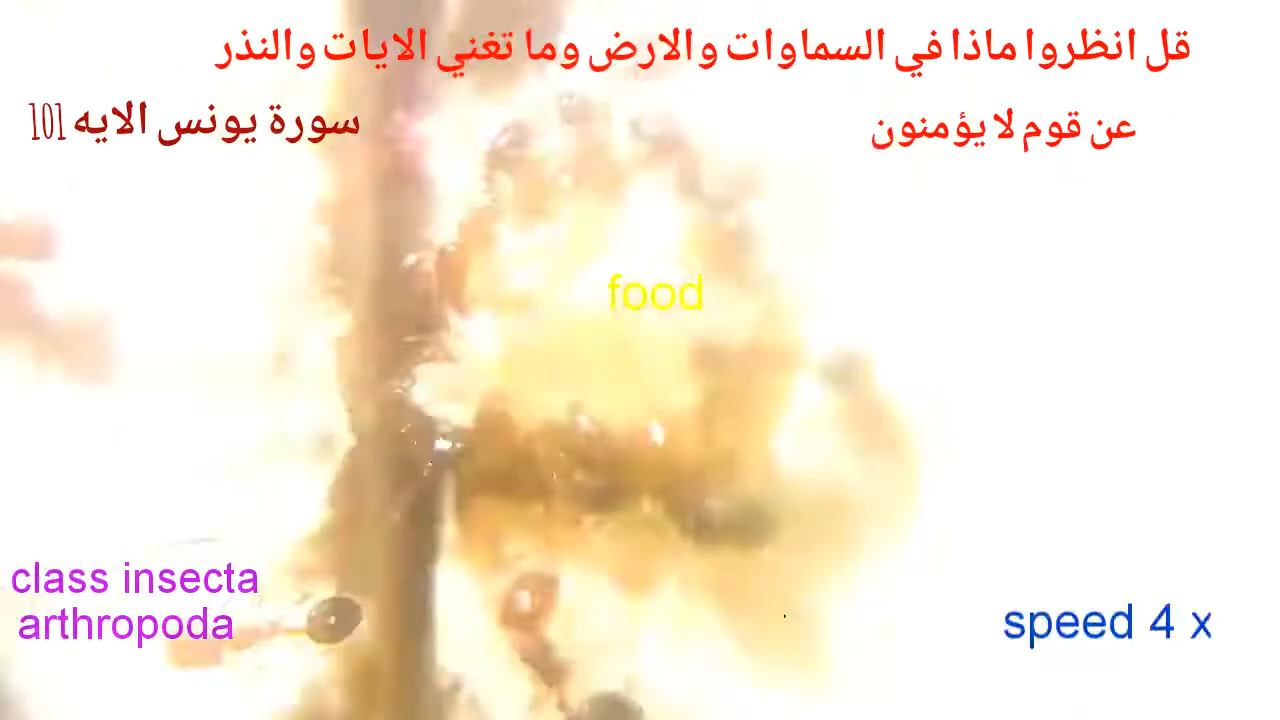 قل انظروا ماذا في السماوات والارض وما تغني الايات والنذر
عن قوم لا يؤمنون
سورة يونس الايه 101
food
class insecta
arthropoda
speed 4 x